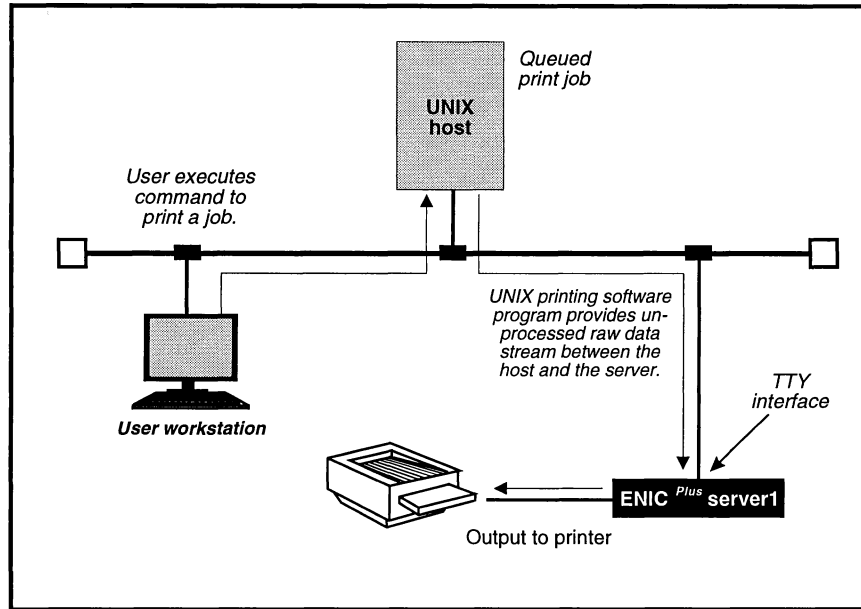 Queued
print job
UNIX
host
User executes
command to
print a job.
UNIX printing software
program provides un-
processed raw data
stream between the
host and the server.
TTY
interface
User workstation
ENIC Plus server1
Output to printer